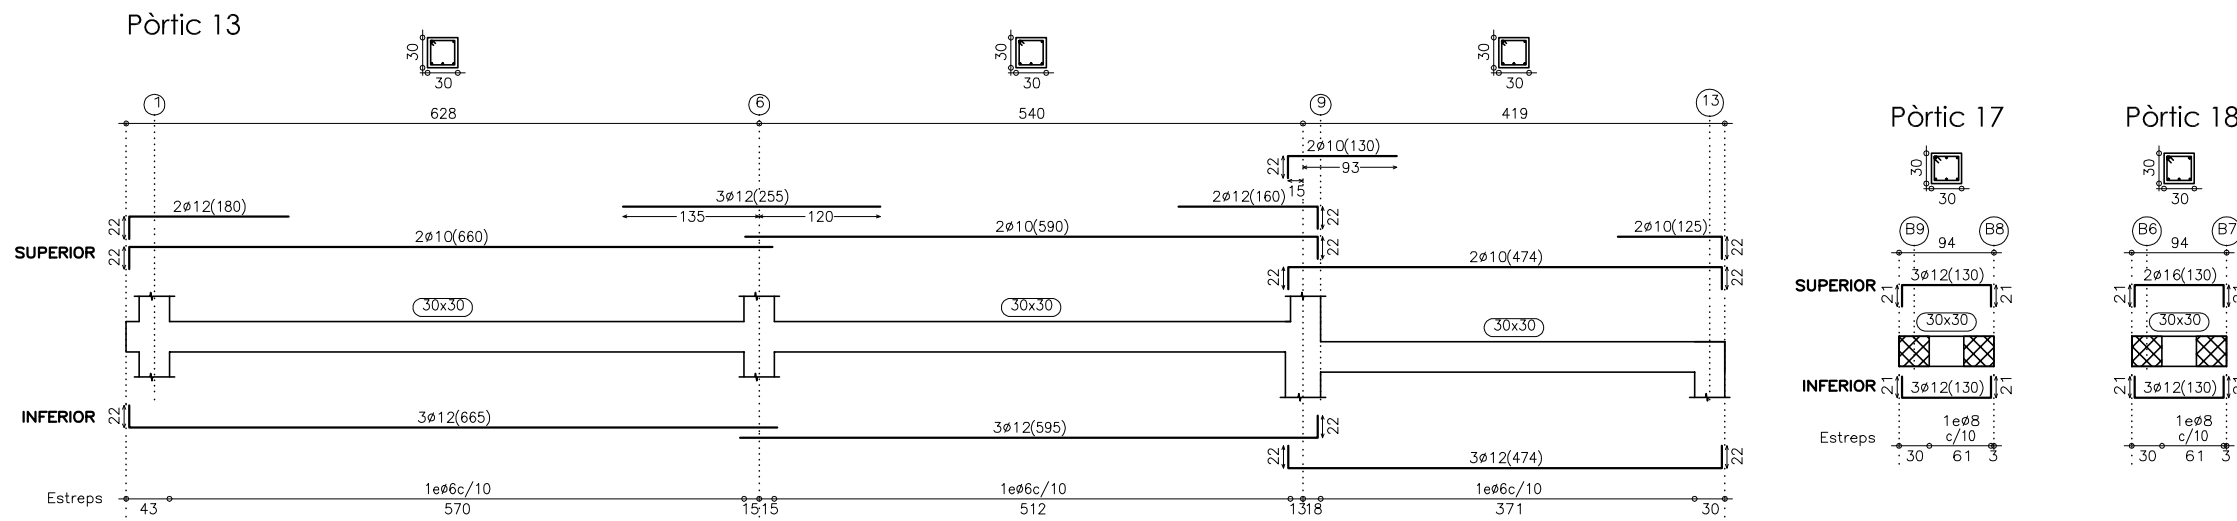 Pòrtic 13
30
30
30
30
30
30
1
6
9
13
628
540
419
Pòrtic 17
Pòrtic 18
2ø10(130)
22
93
15
30
30
30
30
3ø12(255)
135
120
2ø12(160)
22
2ø12(180)
22
2ø10(590)
22
2ø10(125)
22
SUPERIOR
22
2ø10(660)
22
2ø10(474)
22
B9
B8
94
B6
B7
94
SUPERIOR
3ø12(130)
21
21
2ø16(130)
21
30x30
30x30
30x30
30x30
30x30
INFERIOR
22
3ø12(665)
3ø12(595)
22
22
3ø12(474)
22
INFERIOR
21
3ø12(130)
21
21
3ø12(130)
Estreps
1eø8
c/10
30
61
3
1eø8
c/10
30
61
3
Estreps
1eø6c/10
1eø6c/10
1eø6c/10
43
570
1515
512
1318
371
30